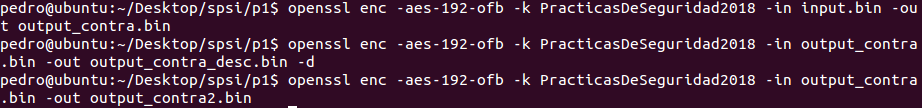 pedro@ubuntu:~/Desktop/spsi/p1$ openssl enc -aes-192-ofb -k PracticasDeSeguridad2018 -in input.bin -ou
t output_contra.bin
pedro@ubuntu:~/Desktop/spsi/p1$ openssl enc -aes-192-ofb -k PracticasDeSeguridad2018 -in output_contra
.bin -out output_contra_desc.bin -d
pedro@ubuntu:~/Desktop/spsi/p1$ openssl enc -aes-192-ofb -k PracticasDeSeguridad2018 -in output_contra
.bin -out output_contra2.bin